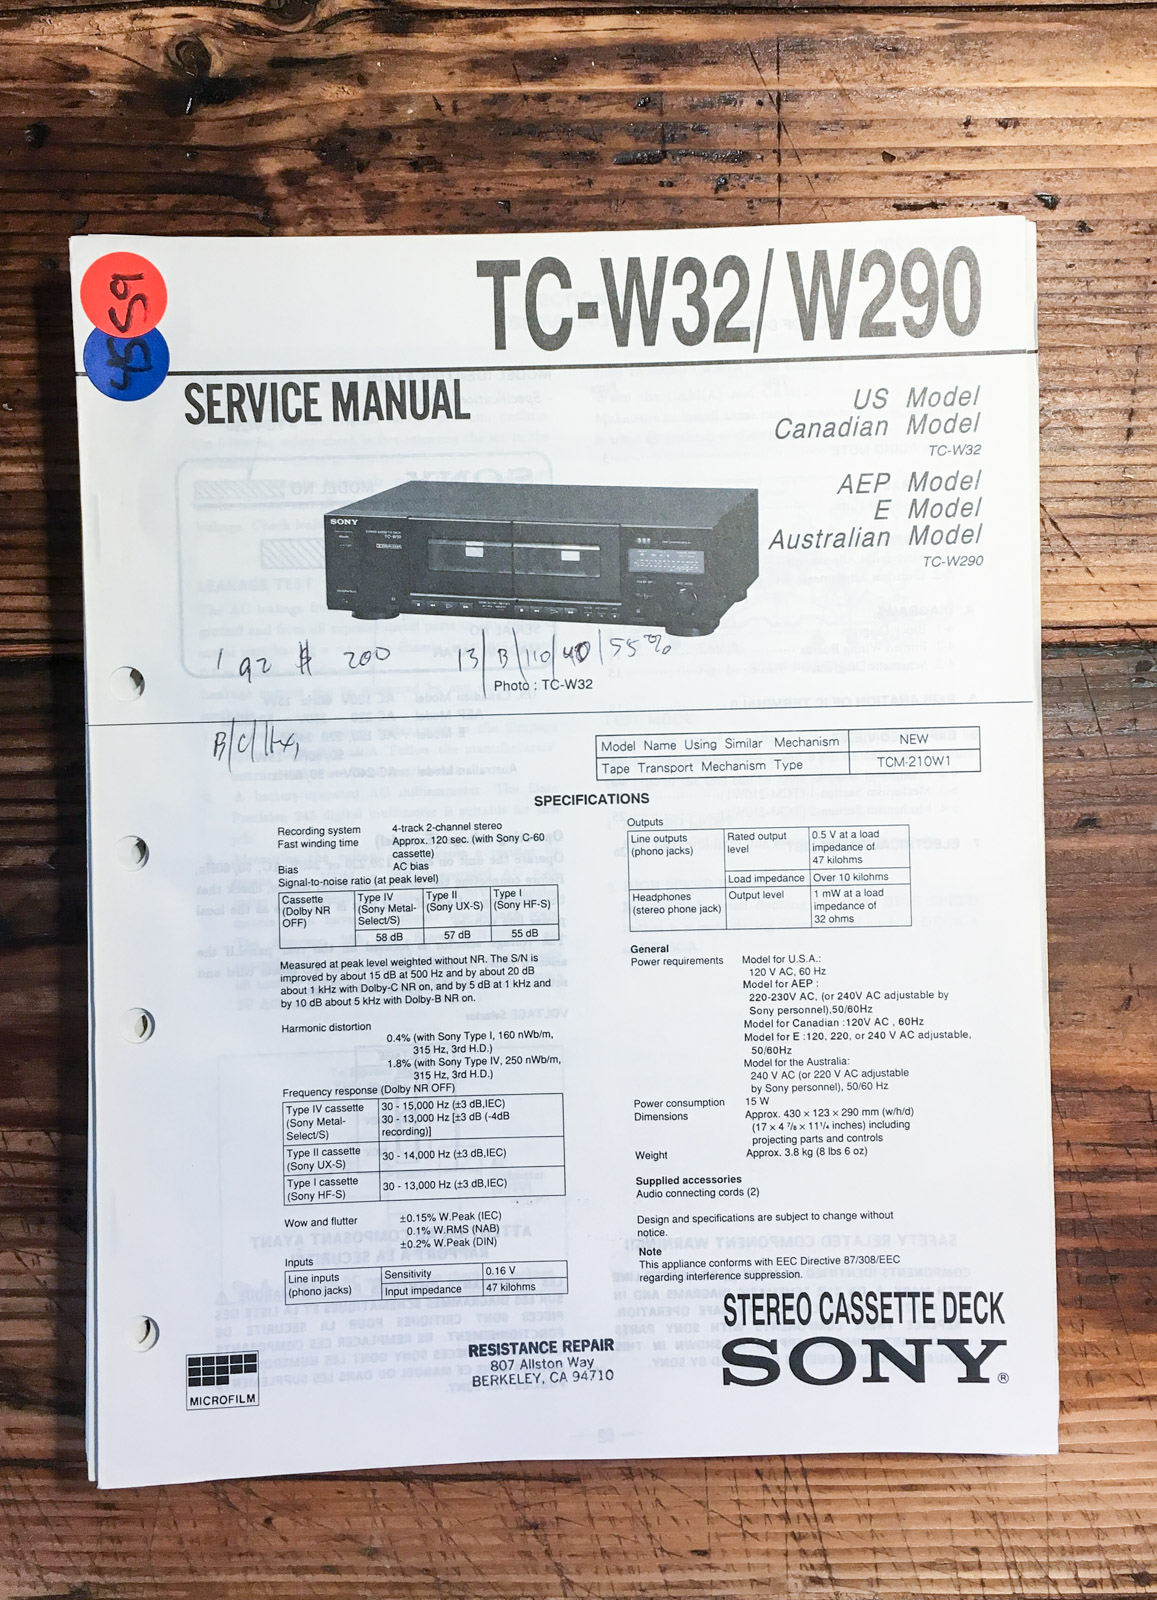 TC-W32/W290
SERVICE MANUAL
US Model
Canadian Model
TC-W32
AEP Model
E Model
Australian Model
TC-W290
SONY
TC-W32
'92 $ 200 13/B/110/40/55%
Photo : TC-W32
B/C/Hx,
Model Name Using Similar Mechanism NEW
Tape Transport Mechanism Type TCM-210W1
SPECIFICATIONS
Recording system 4-track 2-channel stereo
Fast winding time Approx. 120 sec. (with Sony C-60
cassette)
Bias AC bias
Signal-to-noise ratio (at peak level)
Cassette
(Dolby NR
OFF)
Type IV
(Sony Metal-
Select/S)
Type II
(Sony UX-S)
Type I
(Sony HF-S)
58 dB 57 dB 55 dB
Measured at peak level weighted without NR. The S/N is
improved by about 15 dB at 500 Hz and by about 20 dB
about 1 kHz with Dolby-C NR on, and by 5 dB at 1 kHz and
by 10 dB about 5 kHz with Dolby-B NR on.
Harmonic distortion
0.4% (with Sony Type I, 160 nWb/m,
315 Hz, 3rd H.D.)
1.8% (with Sony Type IV, 250 nWb/m,
315 Hz, 3rd H.D.)
Frequency response (Dolby NR OFF)
Type IV cassette
(Sony Metal-
Select/S)
30 - 15,000 Hz (±3 dB,IEC)
30 - 13,000 Hz [±3 dB (-4dB
recording)]
Type II cassette
(Sony UX-S)
30 - 14,000 Hz (±3 dB,IEC)
Type I cassette
(Sony HF-S)
30 - 13,000 Hz (±3 dB,IEC)
Wow and flutter ±0.15% W.Peak (IEC)
0.1% W.RMS (NAB)
±0.2% W.Peak (DIN)
Inputs
Line inputs
(phono jacks)
Sensitivity 0.16 V
Input impedance 47 kilohms
Outputs
Line outputs
(phono jacks)
Rated output
level
0.5 V at a load
impedance of
47 kilohms
Load impedance Over 10 kilohms
Headphones
(stereo phone jack)
Output level
1 mW at a load
impedance of
32 ohms
General
Power requirements Model for U.S.A.:
120 V AC, 60 Hz
Model for AEP :
220-230V AC, (or 240V AC adjustable by
Sony personnel),50/60Hz
Model for Canadian :120V AC , 60Hz
Model for E :120, 220, or 240 V AC adjustable,
50/60Hz
Model for the Australia:
240 V AC (or 220 V AC adjustable
by Sony personnel), 50/60 Hz
Power consumption 15 W
Dimensions Approx. 430 × 123 × 290 mm (w/h/d)
(17 × 4 7/8 × 11 1/4 inches) including
projecting parts and controls
Weight Approx. 3.8 kg (8 lbs 6 oz)
Supplied accessories
Audio connecting cords (2)
Design and specifications are subject to change without
notice.
Note
This appliance conforms with EEC Directive 87/308/EEC
regarding interference suppression.
STEREO CASSETTE DECK
SONY®
RESISTANCE REPAIR
807 Allston Way
BERKELEY, CA 94710
MICROFILM